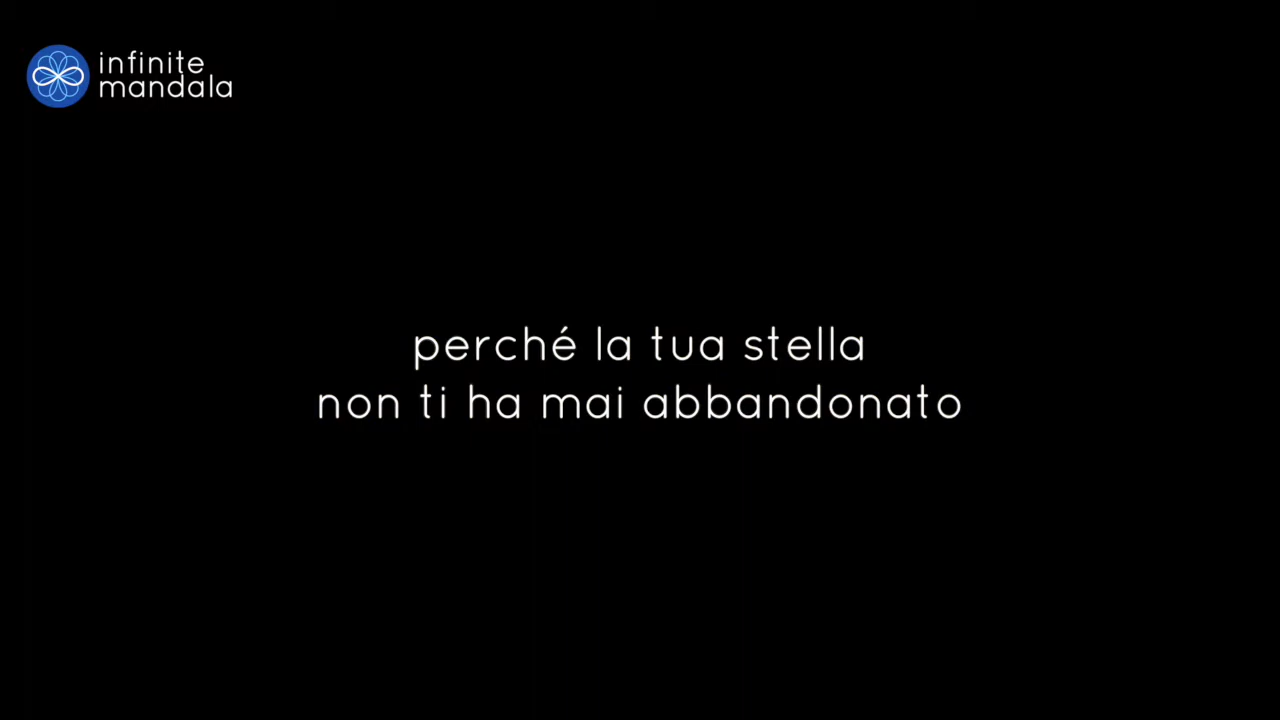 infinite
mandala
perché la tua stella
non ti ha mai abbandonato